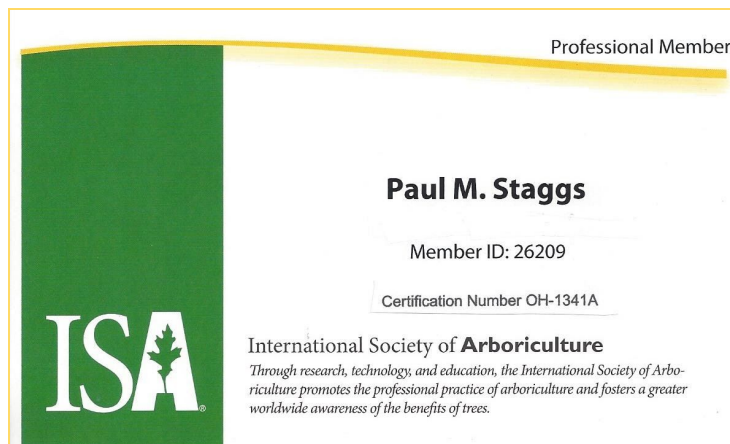 Professional Member
Paul M. Staggs
Member ID: 26209
Certification Number OH-1341A
ISA®
International Society of Arboriculture
Through research, technology, and education, the International Society of Arbo-
riculture promotes the professional practice of arboriculture and fosters a greater
worldwide awareness of the benefits of trees.